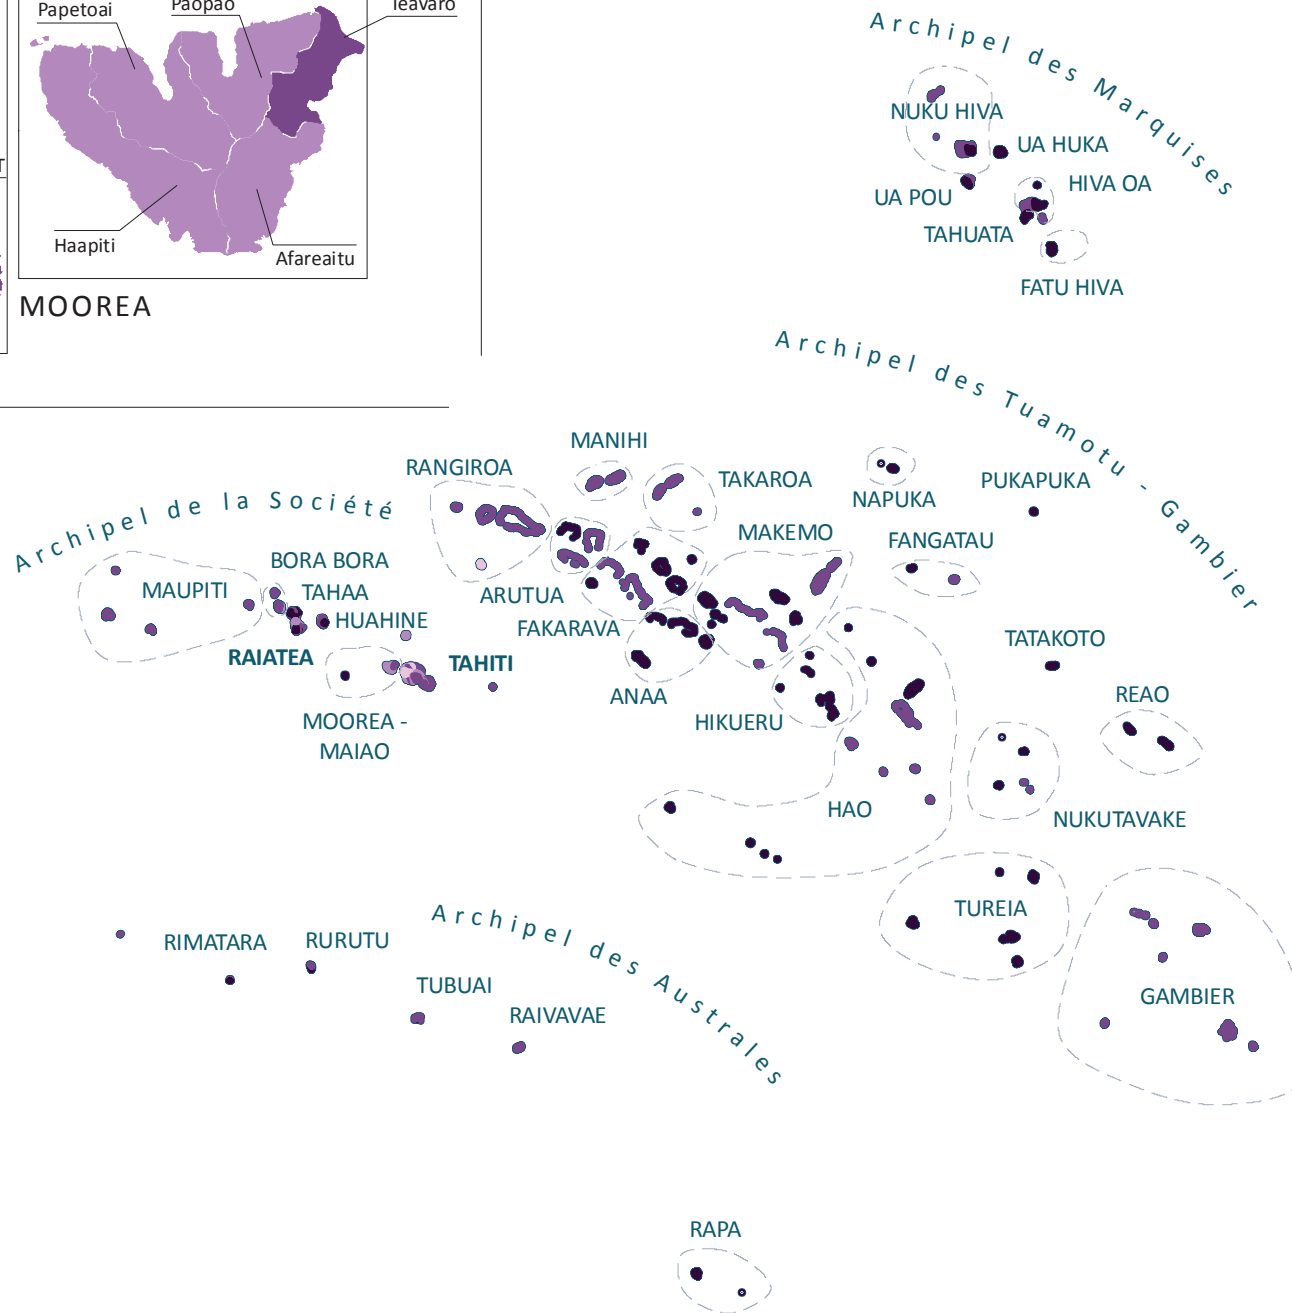 Papetoai
Paopao
Teavaro
Haapiti
Afareaitu
MOOREA
Archipel des Marquises
NUKU HIVA
UA HUKA
HIVA OA
UA POU
TAHUATA
FATU HIVA
Archipel des Tuamotu - Gambier
MANIHI
RANGIROA
TAKAROA
NAPUKA
PUKAPUKA
Archipel de la Société
MAKEMO
FANGATAU
BORA BORA
MAUPITI
TAHAA
ARUTUA
HUAHINE
FAKARAVA
TATAKOTO
RAIATEA
TAHITI
ANAA
REAO
MOOREA -
MAIAO
HIKUERU
HAO
NUKUTAVAKE
TUREIA
Archipel des Australes
RIMATARA
RURUTU
TUBUAI
RAIVAVAE
GAMBIER
RAPA